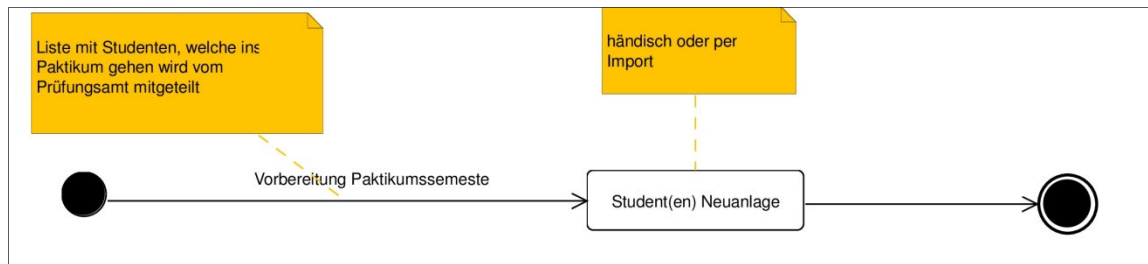 Liste mit Studenten, welche ins
Paktikum gehen wird vom
Prüfungsamt mitgeteilt
händisch oder per
Import
Vorbereitung Paktikumssemeste
Student(en) Neuanlage